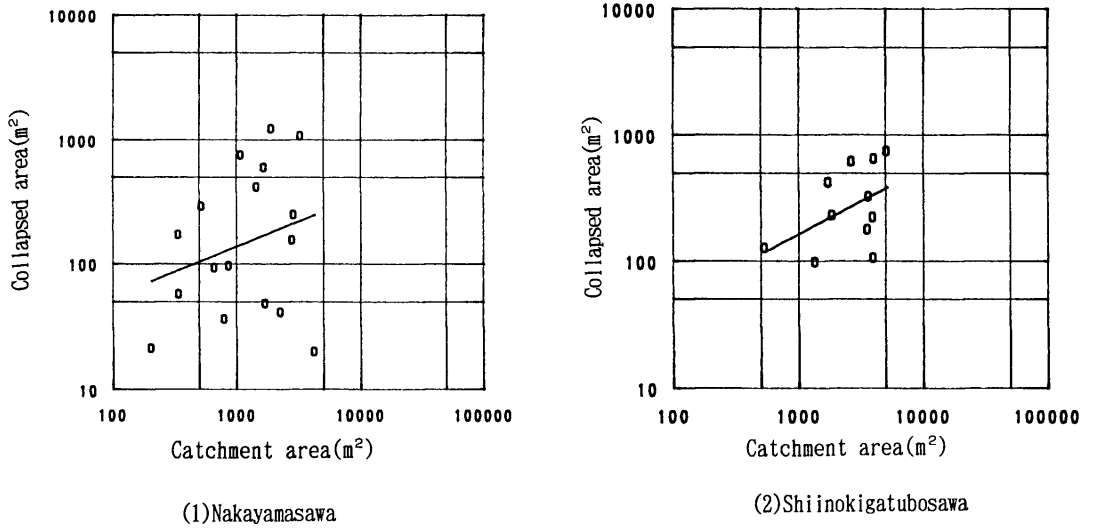 10000
1000
100
10
Collapsed area(m²)
100 1000 10000 100000
Catchment area(m²)
(1)Nakayamasawa
10000
1000
100
10
Collapsed area(m²)
100 1000 10000 100000
Catchment area(m²)
(2)Shiinokigatubosawa